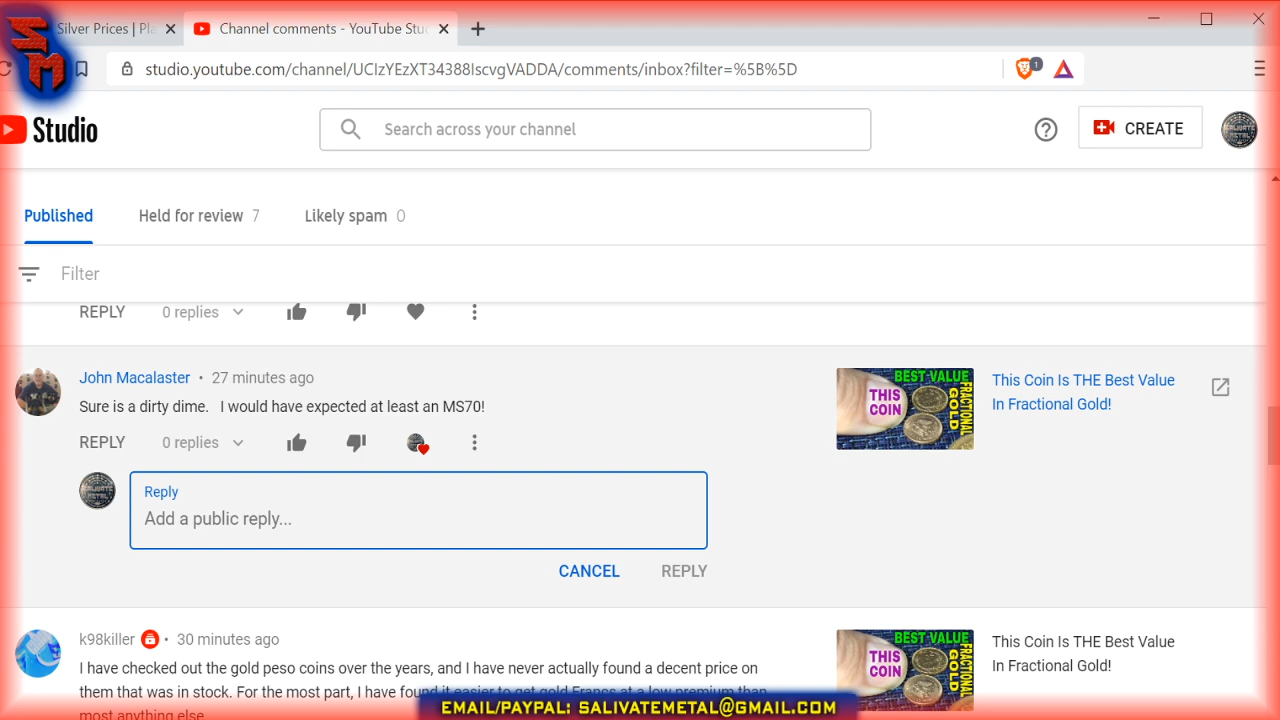 SM
Silver Prices | Pla
Channel comments - YouTube Stu
studio.youtube.com/channel/UCIzYEzXT34388IscvgVADDA/comments/inbox?filter=%5B%5D
1
Studio
Search across your channel
CREATE
Published
Held for review 7
Likely spam 0
Filter
REPLY
0 replies
John Macalaster • 27 minutes ago
Sure is a dirty dime. I would have expected at least an MS70!
REPLY
0 replies
BEST VALUE
THIS
COIN
FRACTIONAL
GOLD
This Coin Is THE Best Value
In Fractional Gold!
Reply
Add a public reply...
CANCEL
REPLY
k98killer • 30 minutes ago
I have checked out the gold peso coins over the years, and I have never actually found a decent price on
them that was in stock. For the most part, I have found it easier to get gold Francs at a low premium than
most anything else.
BEST VALUE
THIS
COIN
FRACTIONAL
GOLD
This Coin Is THE Best Value
In Fractional Gold!
EMAIL/PAYPAL: SALIVATEMETAL@GMAIL.COM